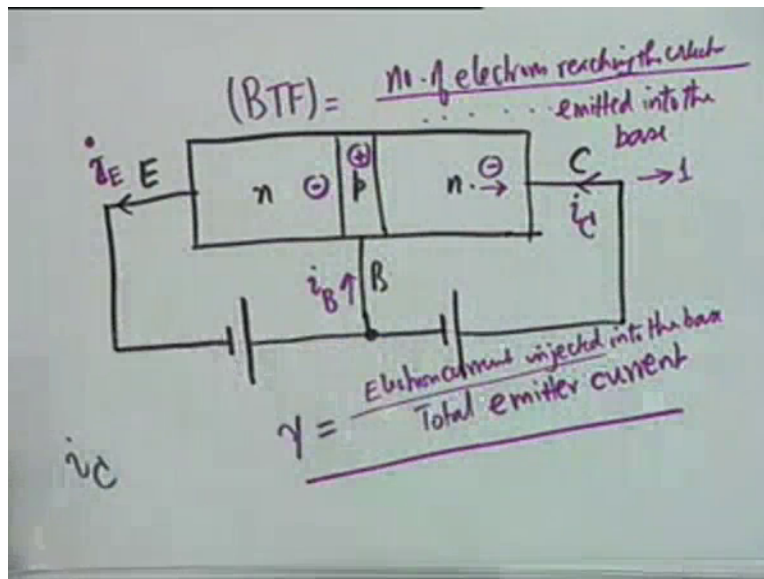 (BTF) = no. of electrons reaching the
. . . . . . . emitted into the
base
iE E
n ⊖ ⊕ p n. ⊖ →
C → 1
iC
iB ↑ B
γ = Electron current injected into the base
Total emitter current
iC